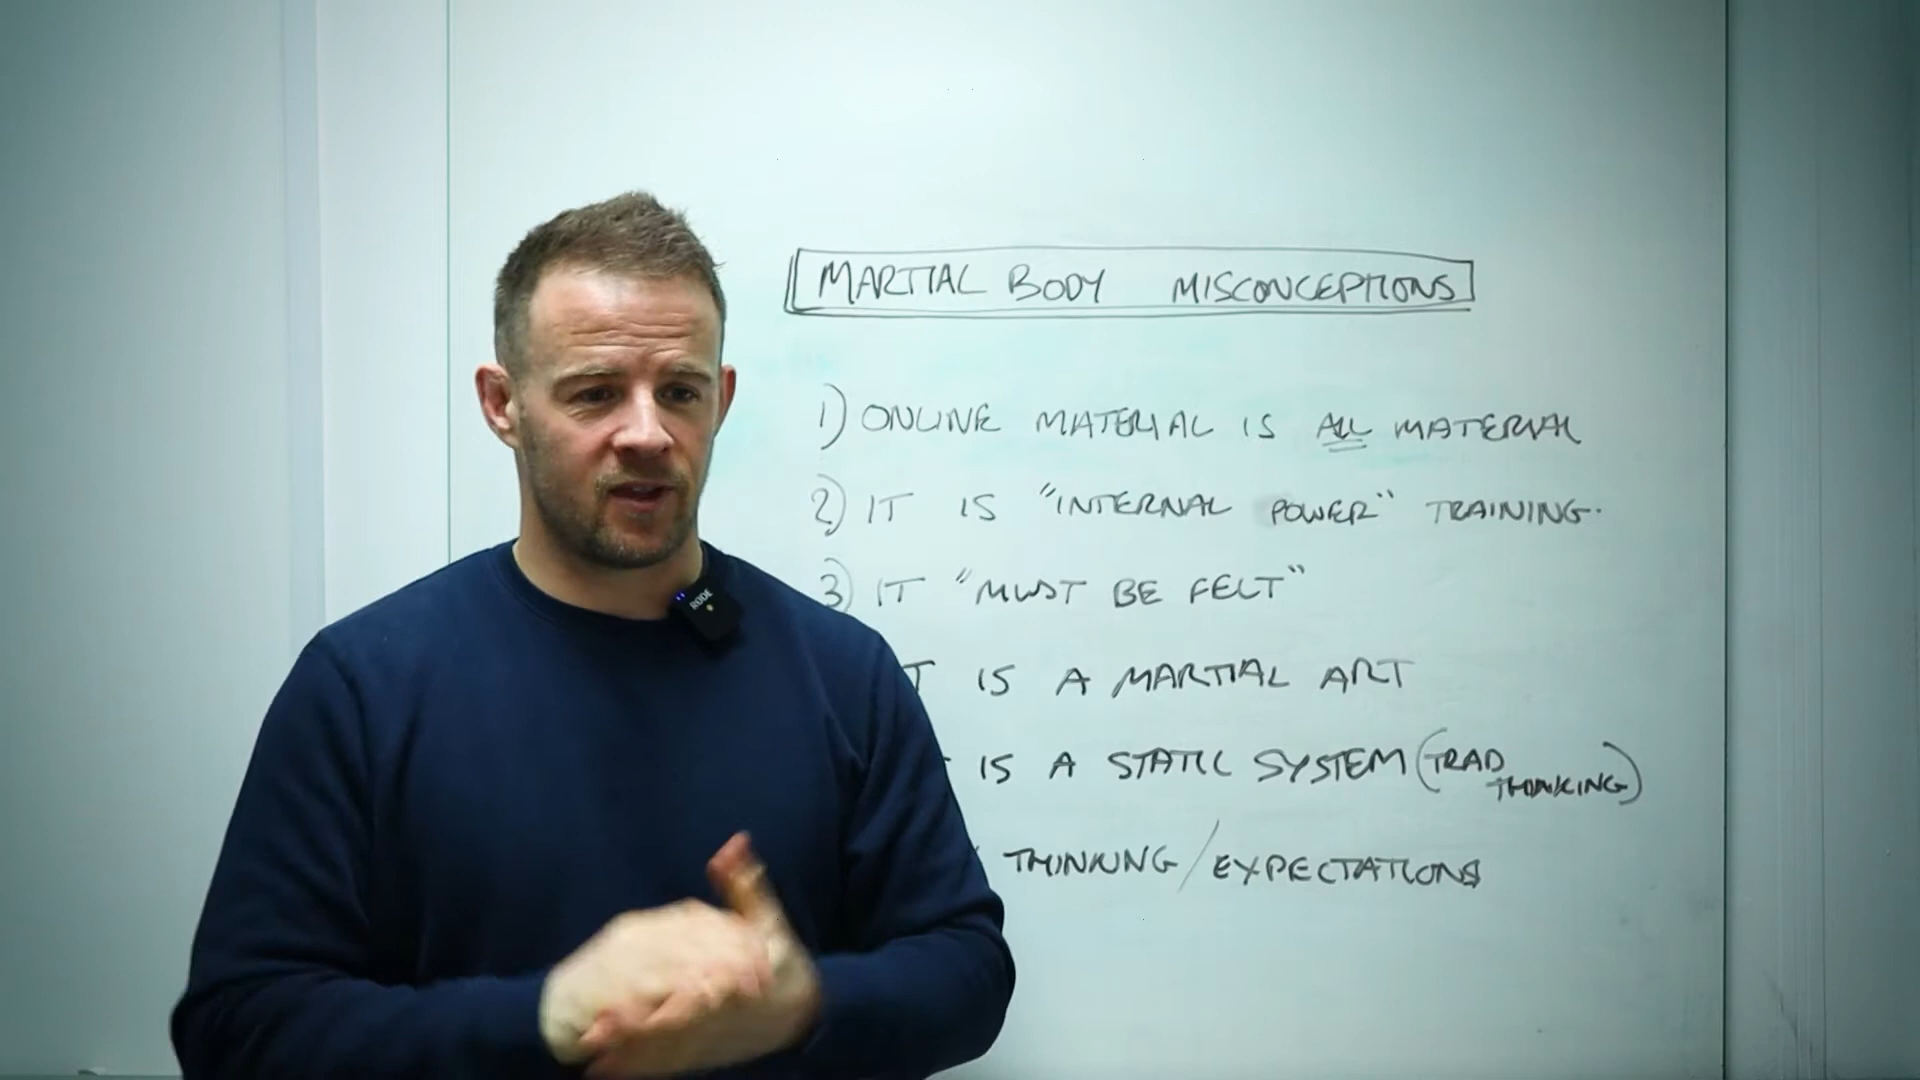 MARTIAL BODY MISCONCEPTIONS
1) ONLINE MATERIAL IS ALL MATERIAL
2) IT IS "INTERNAL POWER" TRAINING.
3) IT "MUST BE FELT"
IS A MARTIAL ART
IS A STATIC SYSTEM (TRAD THINKING)
THINKING/EXPECTATIONS
RODE